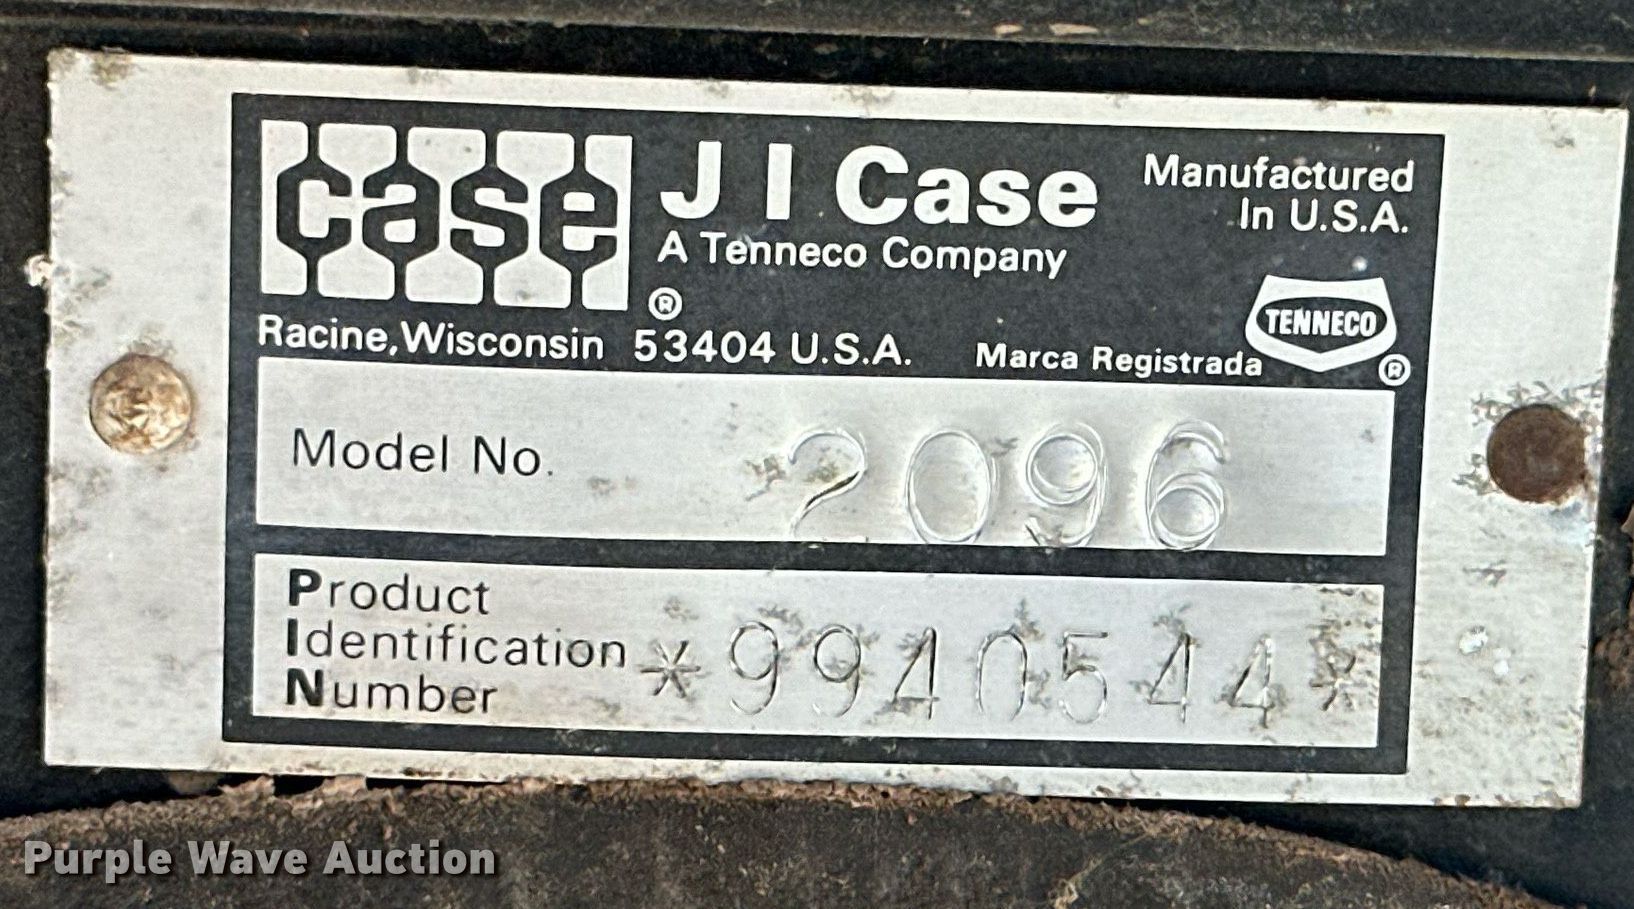 case
J I Case
A Tenneco Company
®
Manufactured
In U.S.A.
TENNECO
®
Racine, Wisconsin 53404 U.S.A. Marca Registrada
Model No. 2096
Product
Identification
Number
*9940544*
Purple Wave Auction